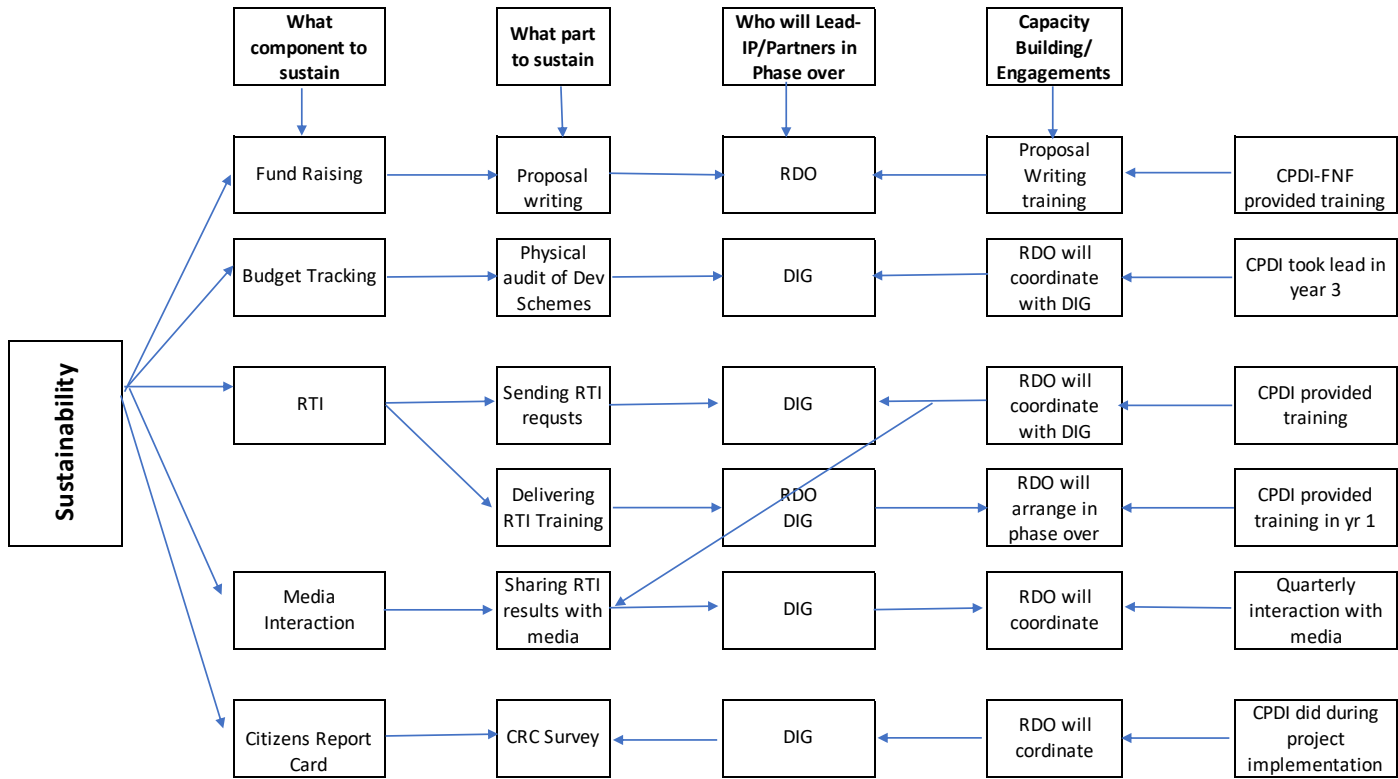 What
component to
sustain
What part
to sustain
Who will Lead-
IP/Partners in
Phase over
Capacity
Building/
Engagements
Fund Raising
Proposal
writing
RDO
Proposal
Writing
training
CPDI-FNF
provided training
Budget Tracking
Physical
audit of Dev
Schemes
DIG
RDO will
coordinate
with DIG
CPDI took lead in
year 3
Sustainability
RTI
Sending RTI
requsts
DIG
RDO will
coordinate
with DIG
CPDI provided
training
Delivering
RTI Training
RDO
DIG
RDO will
arrange in
phase over
CPDI provided
training in yr 1
Media
Interaction
Sharing RTI
results with
media
DIG
RDO will
coordinate
Quarterly
interaction with
media
Citizens Report
Card
CRC Survey
DIG
RDO will
cordinate
CPDI did during
project
implementation